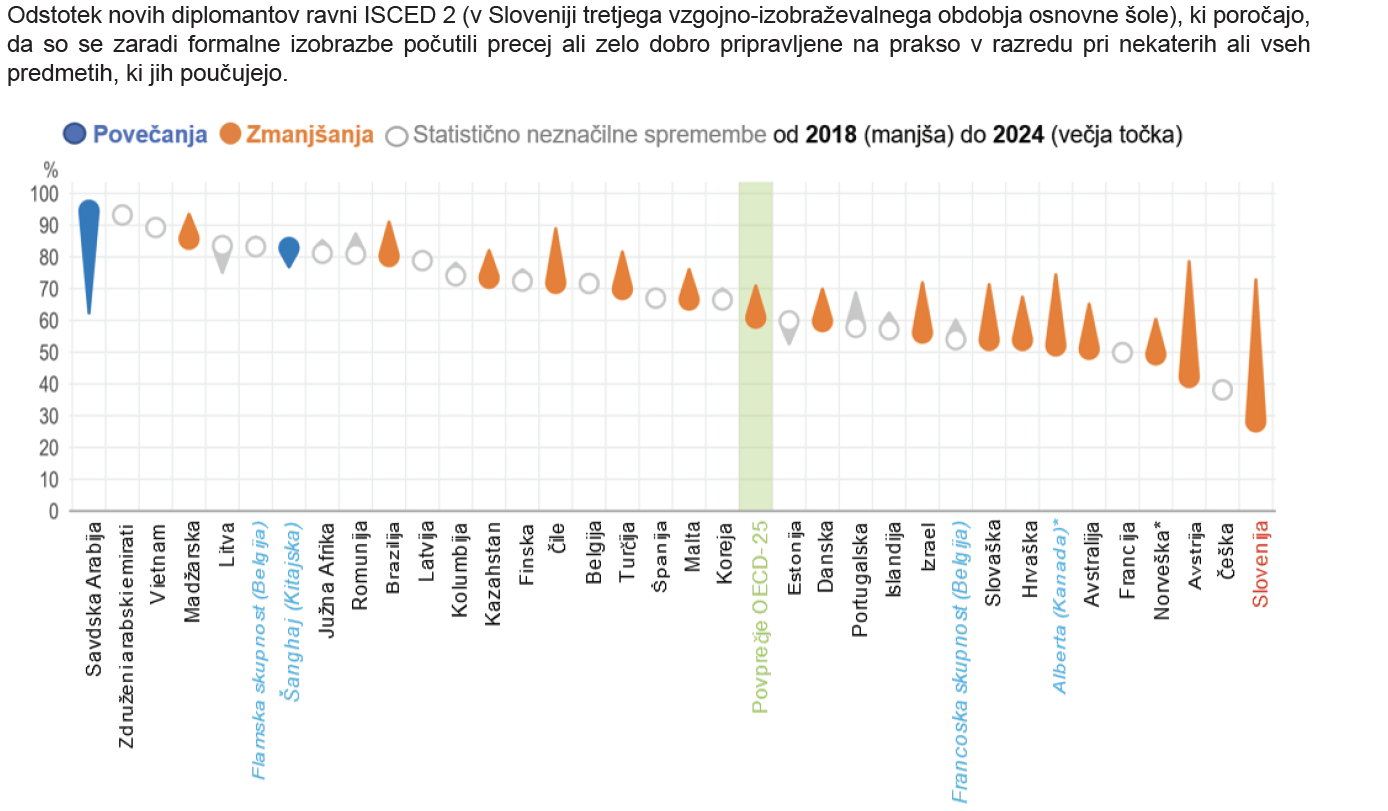 Odstotek novih diplomantov ravni ISCED 2 (v Sloveniji tretjega vzgojno-izobraževalnega obdobja osnovne šole), ki poročajo,
da so se zaradi formalne izobrazbe počutili precej ali zelo dobro pripravljene na prakso v razredu pri nekaterih ali vseh
predmetih, ki jih poučujejo.
Povečanja Zmanjšanja Statistično neznačilne spremembe od 2018 (manjša) do 2024 (večja točka)
%
100
90
80
70
60
50
40
30
20
10
0
Savdska Arabija
Združeni arabski emirati
Vietnam
Madžarska
Litva
Flamska skupnost (Belgija)
Šanghaj (Kitajska)
Južna Afrika
Romunija
Brazilija
Latvija
Kolumbija
Kazahstan
Finska
Čile
Belgija
Turčija
Španija
Malta
Koreja
Povprečje OECD-25
Estonija
Danska
Portugalska
Islandija
Izrael
Francoska skupnost (Belgija)
Slovaška
Hrvaška
Alberta (Kanada)*
Avstralija
Francija
Norveška*
Avstrija
Češka
Slovenija